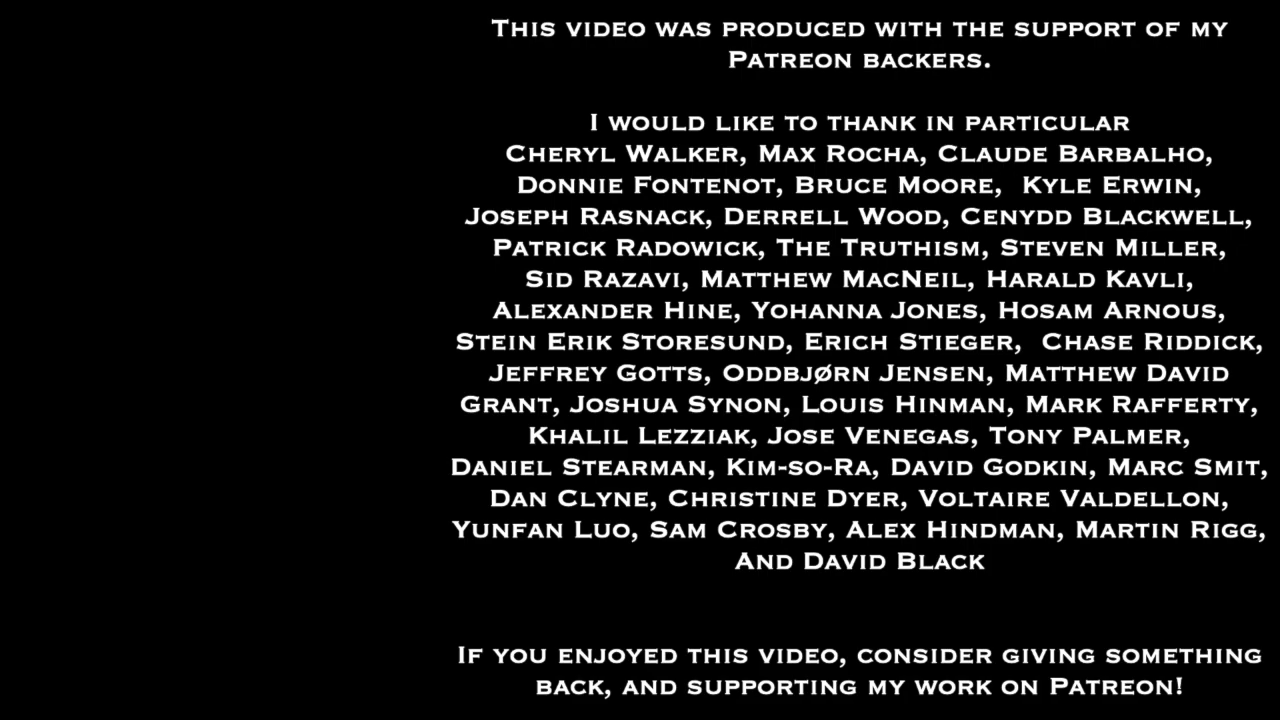 This video was produced with the support of my
Patreon backers.
I would like to thank in particular
Cheryl Walker, Max Rocha, Claude Barbalho,
Donnie Fontenot, Bruce Moore,  Kyle Erwin,
Joseph Rasnack, Derrell Wood, Cenydd Blackwell,
Patrick Radowick, The Truthism, Steven Miller,
Sid Razavi, Matthew MacNeil, Harald Kavli,
Alexander Hine, Yohanna Jones, Hosam Arnous,
Stein Erik Storesund, Erich Stieger,  Chase Riddick,
Jeffrey Gotts, Oddbjørn Jensen, Matthew David
Grant, Joshua Synon, Louis Hinman, Mark Rafferty,
Khalil Lezziak, Jose Venegas, Tony Palmer,
Daniel Stearman, Kim-so-Ra, David Godkin, Marc Smit,
Dan Clyne, Christine Dyer, Voltaire Valdellon,
Yunfan Luo, Sam Crosby, Alex Hindman, Martin Rigg,
And David Black
If you enjoyed this video, consider giving something
back, and supporting my work on Patreon!